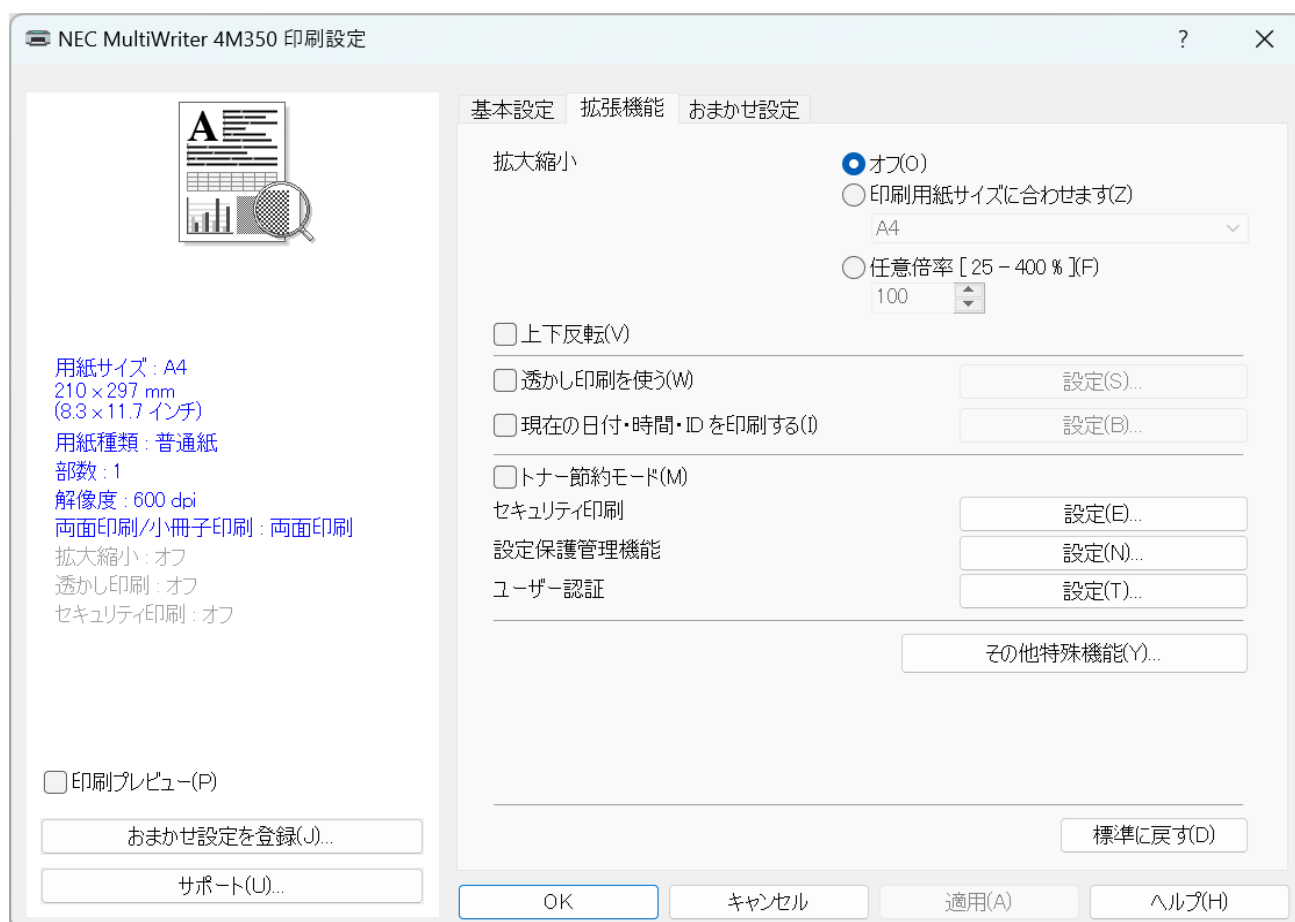 NEC MultiWriter 4M350 印刷設定
?
A
用紙サイズ : A4
210 × 297 mm
(8.3 × 11.7 インチ)
用紙種類 : 普通紙
部数 : 1
解像度 : 600 dpi
両面印刷/小冊子印刷 : 両面印刷
拡大縮小 : オフ
透かし印刷 : オフ
セキュリティ印刷 : オフ
印刷プレビュー(P)
おまかせ設定を登録(J)...
サポート(U)...
基本設定 拡張機能 おまかせ設定
拡大縮小 オフ(O)
印刷用紙サイズに合わせます(Z)
A4
任意倍率 [ 25 - 400 % ](F)
100
上下反転(V)
透かし印刷を使う(W) 設定(S)...
現在の日付・時間・ID を印刷する(I) 設定(B)...
トナー節約モード(M)
セキュリティ印刷 設定(E)...
設定保護管理機能 設定(N)...
ユーザー認証 設定(T)...
その他特殊機能(Y)...
標準に戻す(D)
OK キャンセル 適用(A) ヘルプ(H)